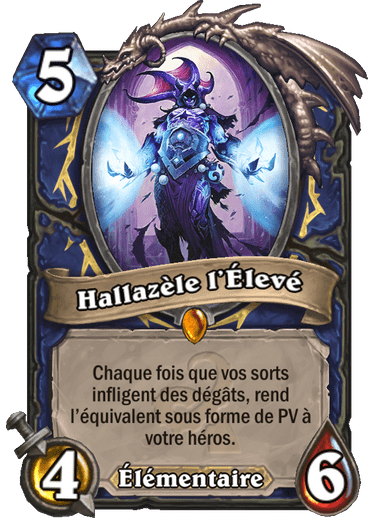 5
Hallazèle l'Élevé
Chaque fois que vos sorts
infligent des dégâts, rend
l'équivalent sous forme de PV à
votre héros.
4
Élémentaire
6